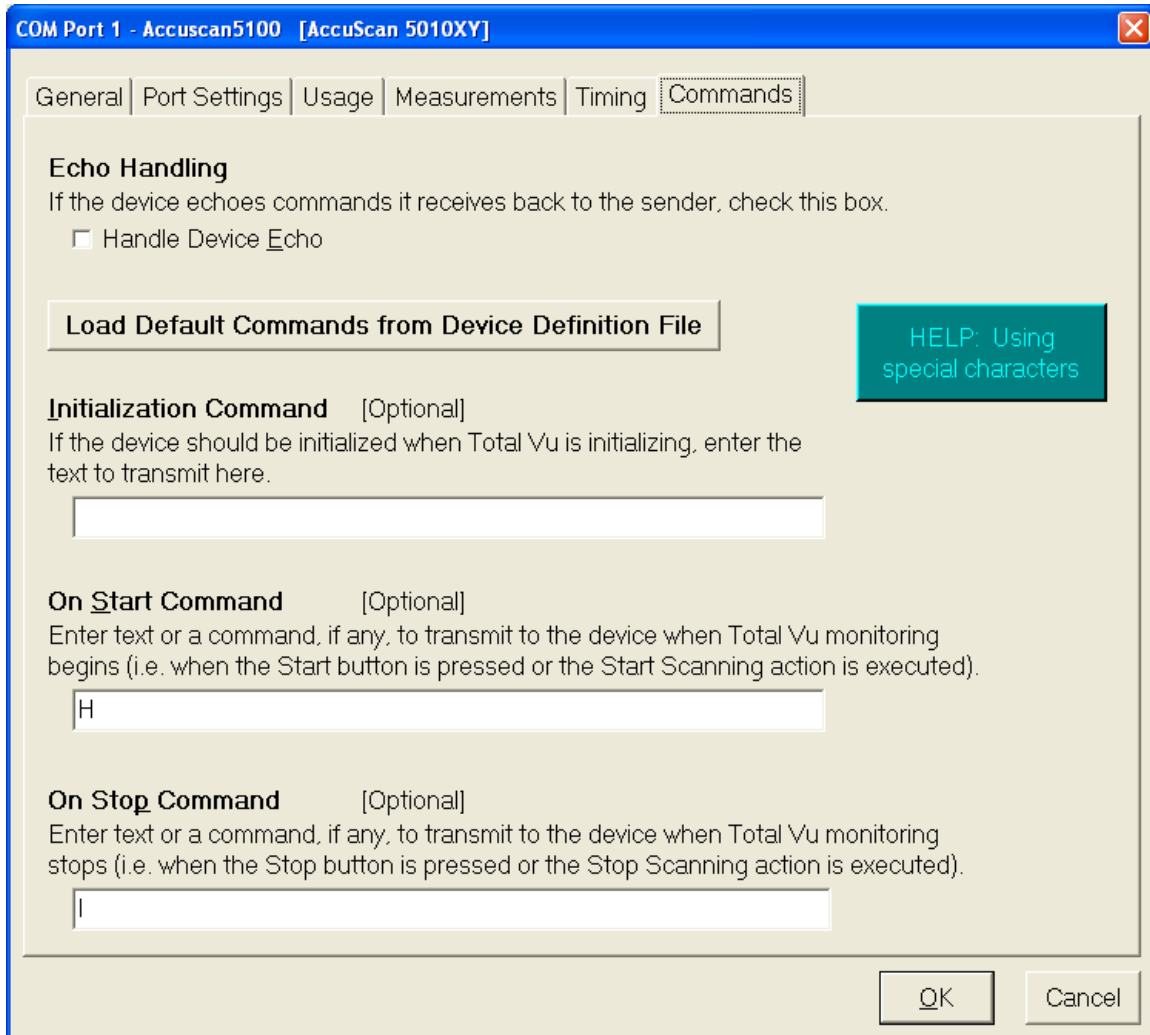 COM Port 1 - Accuscan5100 [AccuScan 5010XY]
General Port Settings Usage Measurements Timing Commands
Echo Handling
If the device echoes commands it receives back to the sender, check this box.
Handle Device Echo
Load Default Commands from Device Definition File
HELP: Using
special characters
Initialization Command [Optional]
If the device should be initialized when Total Vu is initializing, enter the
text to transmit here.
On Start Command [Optional]
Enter text or a command, if any, to transmit to the device when Total Vu monitoring
begins (i.e. when the Start button is pressed or the Start Scanning action is executed).
H
On Stop Command [Optional]
Enter text or a command, if any, to transmit to the device when Total Vu monitoring
stops (i.e. when the Stop button is pressed or the Stop Scanning action is executed).
I
OK Cancel